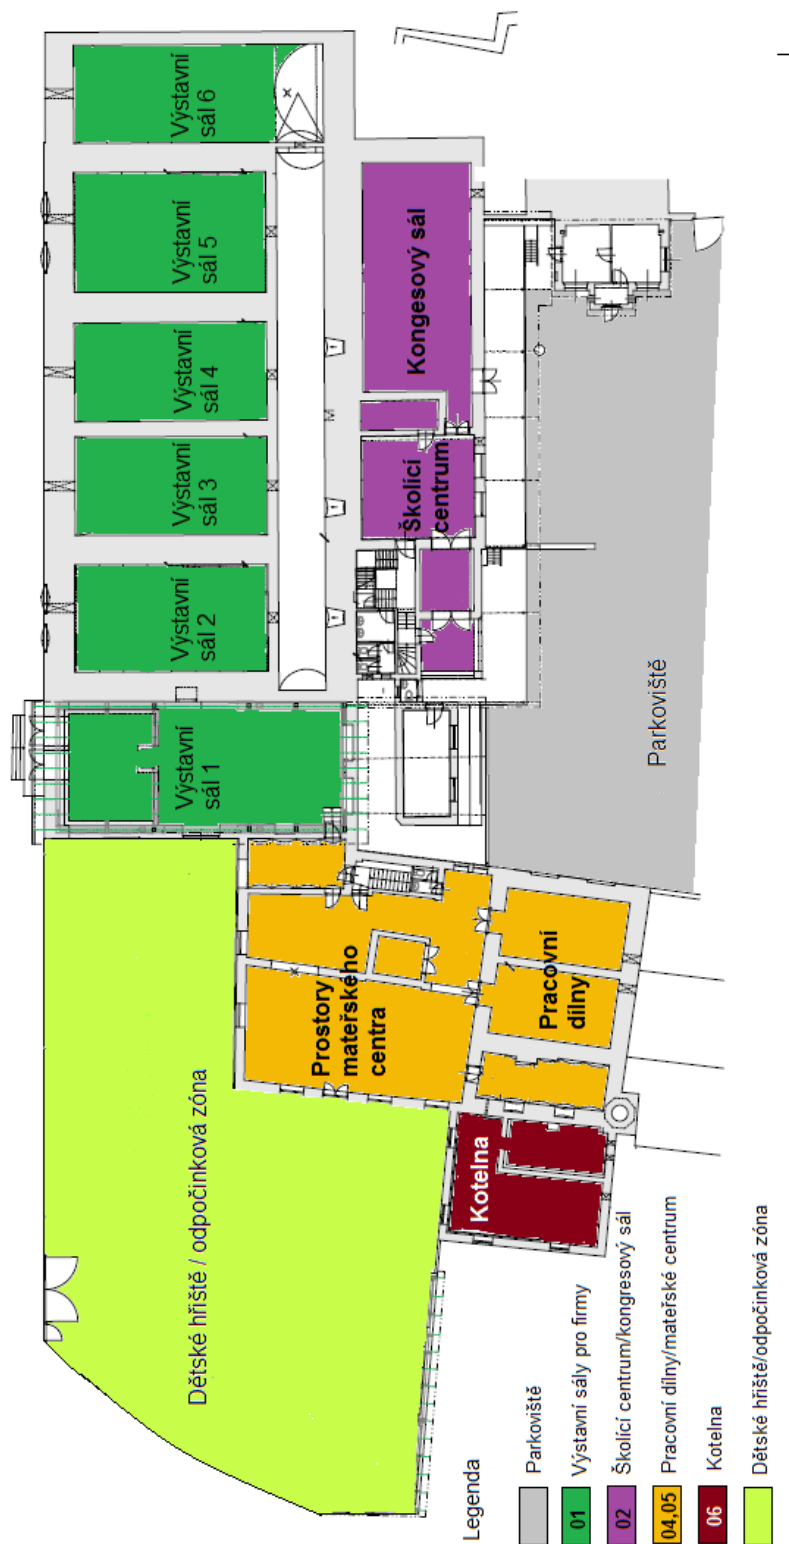 Výstavní
sál 6
Výstavní
sál 5
Výstavní
sál 4
Výstavní
sál 3
Výstavní
sál 2
Výstavní
sál 1
Kongesový sál
Školící
centrum
Parkoviště
Prostory
mateřského
centra
Pracovní
dílny
Kotelna
Dětské hřiště / odpočinková zóna
Legenda
Parkoviště
01 Výstavní sály pro firmy
02 Školící centrum/kongresový sál
04,05 Pracovní dílny/mateřské centrum
06 Kotelna
Dětské hřiště/odpočinková zóna